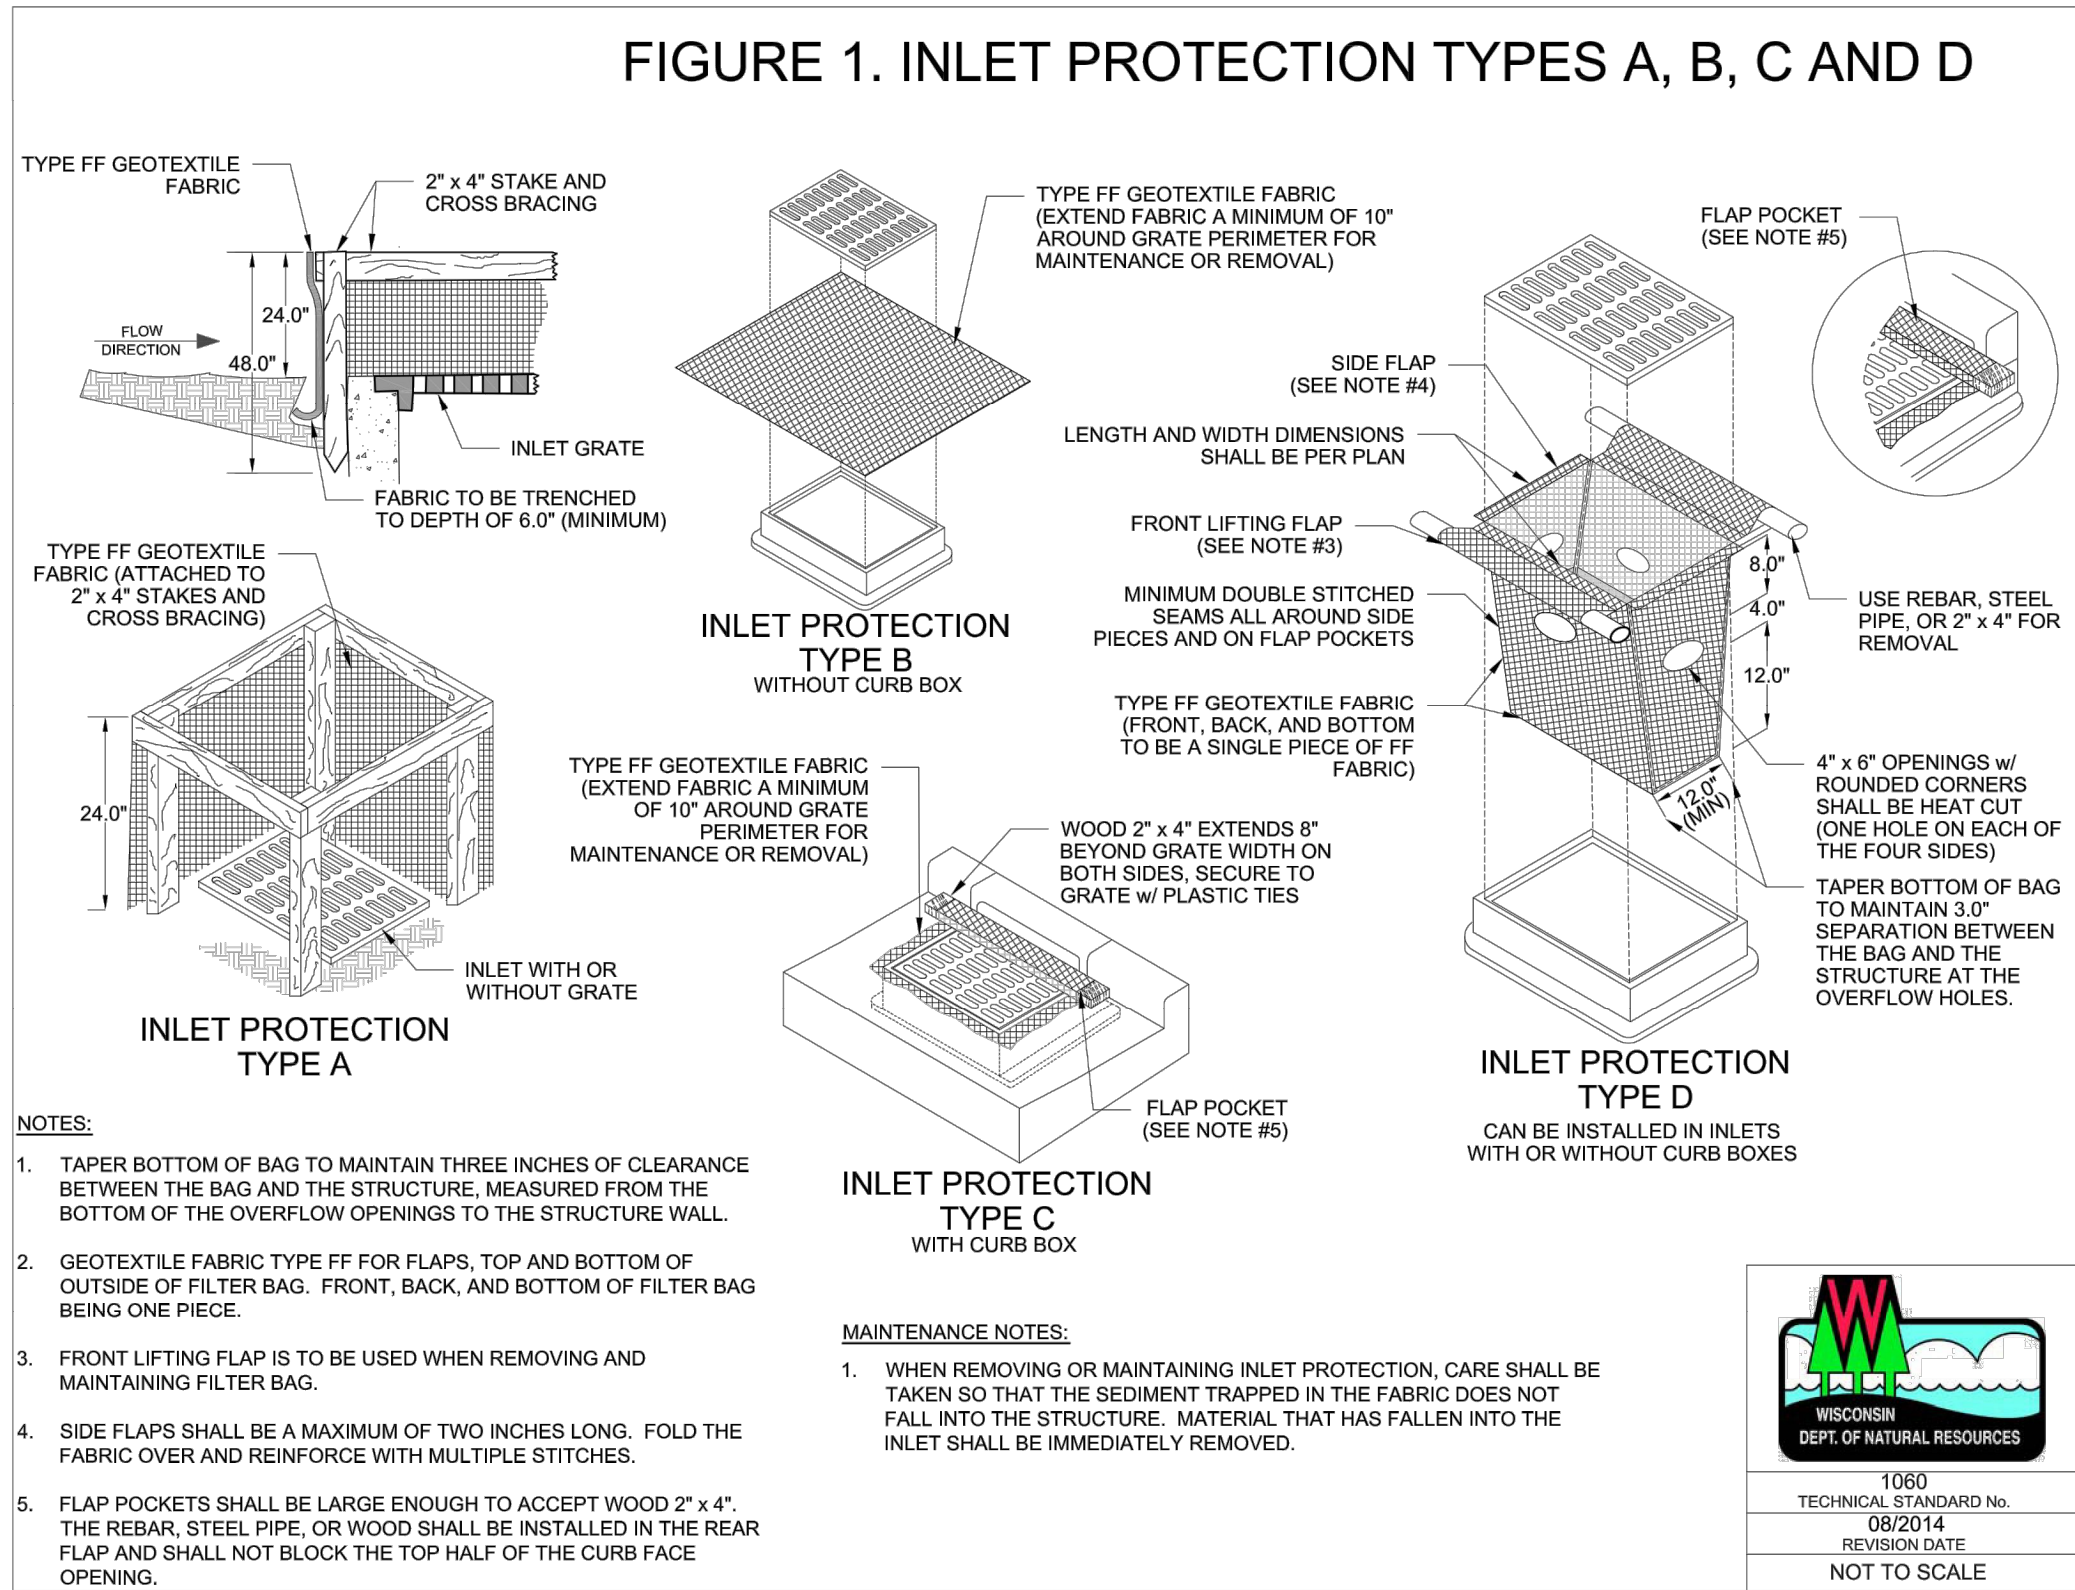 FIGURE 1. INLET PROTECTION TYPES A, B, C AND D
TYPE FF GEOTEXTILE
FABRIC
2" x 4" STAKE AND
CROSS BRACING
24.0"
48.0"
FLOW
DIRECTION
INLET GRATE
FABRIC TO BE TRENCHED
TO DEPTH OF 6.0" (MINIMUM)
TYPE FF GEOTEXTILE
FABRIC (ATTACHED TO
2" x 4" STAKES AND
CROSS BRACING)
24.0"
INLET WITH OR
WITHOUT GRATE
INLET PROTECTION
TYPE A
TYPE FF GEOTEXTILE FABRIC
(EXTEND FABRIC A MINIMUM OF 10"
AROUND GRATE PERIMETER FOR
MAINTENANCE OR REMOVAL)
INLET PROTECTION
TYPE B
WITHOUT CURB BOX
TYPE FF GEOTEXTILE FABRIC
(EXTEND FABRIC A MINIMUM
OF 10" AROUND GRATE
PERIMETER FOR
MAINTENANCE OR REMOVAL)
WOOD 2" x 4" EXTENDS 8"
BEYOND GRATE WIDTH ON
BOTH SIDES, SECURE TO
GRATE w/ PLASTIC TIES
FLAP POCKET
(SEE NOTE #5)
INLET PROTECTION
TYPE C
WITH CURB BOX
FLAP POCKET
(SEE NOTE #5)
SIDE FLAP
(SEE NOTE #4)
LENGTH AND WIDTH DIMENSIONS
SHALL BE PER PLAN
FRONT LIFTING FLAP
(SEE NOTE #3)
MINIMUM DOUBLE STITCHED
SEAMS ALL AROUND SIDE
PIECES AND ON FLAP POCKETS
TYPE FF GEOTEXTILE FABRIC
(FRONT, BACK, AND BOTTOM
TO BE A SINGLE PIECE OF FF
FABRIC)
8.0"
4.0"
12.0"
12.0"
(MIN)
USE REBAR, STEEL
PIPE, OR 2" x 4" FOR
REMOVAL
4" x 6" OPENINGS w/
ROUNDED CORNERS
SHALL BE HEAT CUT
(ONE HOLE ON EACH OF
THE FOUR SIDES)
TAPER BOTTOM OF BAG
TO MAINTAIN 3.0"
SEPARATION BETWEEN
THE BAG AND THE
STRUCTURE AT THE
OVERFLOW HOLES.
INLET PROTECTION
TYPE D
CAN BE INSTALLED IN INLETS
WITH OR WITHOUT CURB BOXES
NOTES:
1. TAPER BOTTOM OF BAG TO MAINTAIN THREE INCHES OF CLEARANCE
BETWEEN THE BAG AND THE STRUCTURE, MEASURED FROM THE
BOTTOM OF THE OVERFLOW OPENINGS TO THE STRUCTURE WALL.
2. GEOTEXTILE FABRIC TYPE FF FOR FLAPS, TOP AND BOTTOM OF
OUTSIDE OF FILTER BAG. FRONT, BACK, AND BOTTOM OF FILTER BAG
BEING ONE PIECE.
3. FRONT LIFTING FLAP IS TO BE USED WHEN REMOVING AND
MAINTAINING FILTER BAG.
4. SIDE FLAPS SHALL BE A MAXIMUM OF TWO INCHES LONG. FOLD THE
FABRIC OVER AND REINFORCE WITH MULTIPLE STITCHES.
5. FLAP POCKETS SHALL BE LARGE ENOUGH TO ACCEPT WOOD 2" x 4".
THE REBAR, STEEL PIPE, OR WOOD SHALL BE INSTALLED IN THE REAR
FLAP AND SHALL NOT BLOCK THE TOP HALF OF THE CURB FACE
OPENING.
MAINTENANCE NOTES:
1. WHEN REMOVING OR MAINTAINING INLET PROTECTION, CARE SHALL BE
TAKEN SO THAT THE SEDIMENT TRAPPED IN THE FABRIC DOES NOT
FALL INTO THE STRUCTURE. MATERIAL THAT HAS FALLEN INTO THE
INLET SHALL BE IMMEDIATELY REMOVED.
W
WISCONSIN
DEPT. OF NATURAL RESOURCES
1060
TECHNICAL STANDARD No.
08/2014
REVISION DATE
NOT TO SCALE